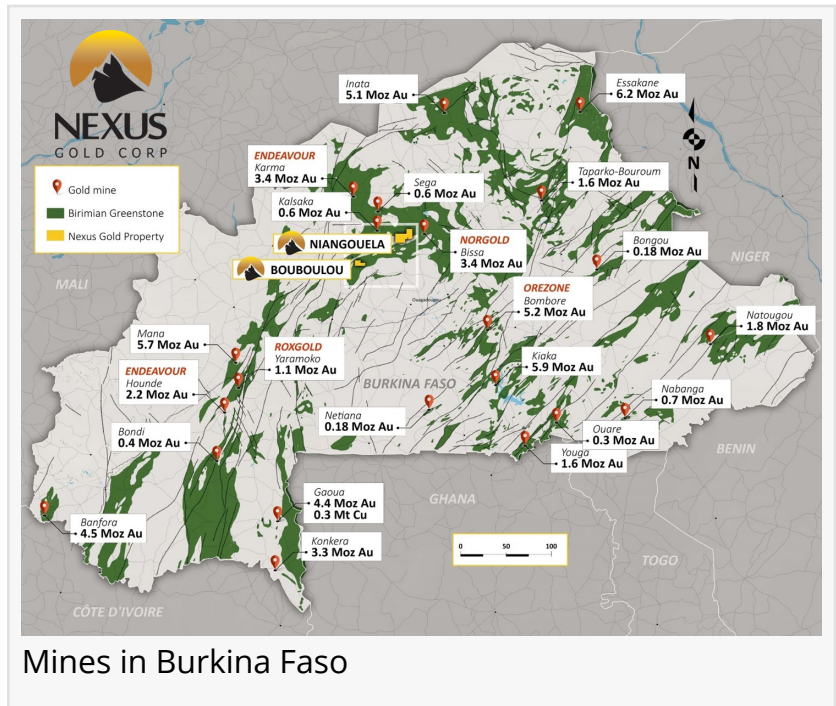 NEXUS
GOLD CORP
Gold mine
Birimian Greenstone
Nexus Gold Property
Inata
5.1 Moz Au
Essakane
6.2 Moz Au
N
ENDEAVOUR
Karma
3.4 Moz Au
Sega
0.6 Moz Au
Taparko-Bouroum
1.6 Moz Au
Kalsaka
0.6 Moz Au
NIANGOUELA
BOUBOULOU
NORGOLD
Bissa
3.4 Moz Au
Bongou
0.18 Moz Au
NIGER
MALI
OREZONE
Bombore
5.2 Moz Au
Ouagadougou
Natougou
1.8 Moz Au
Mana
5.7 Moz Au
ROXGOLD
Yaramoko
1.1 Moz Au
Kiaka
5.9 Moz Au
ENDEAVOUR
Hounde
2.2 Moz Au
BURKINA FASO
Nabanga
0.7 Moz Au
Netiana
0.18 Moz Au
Bondi
0.4 Moz Au
Ouare
0.3 Moz Au
Youga
1.6 Moz Au
BENIN
Gaoua
4.4 Moz Au
0.3 Mt Cu
GHANA
Banfora
4.5 Moz Au
Konkera
3.3 Moz Au
0 50 100
TOGO
CÔTE D'IVOIRE
Mines in Burkina Faso